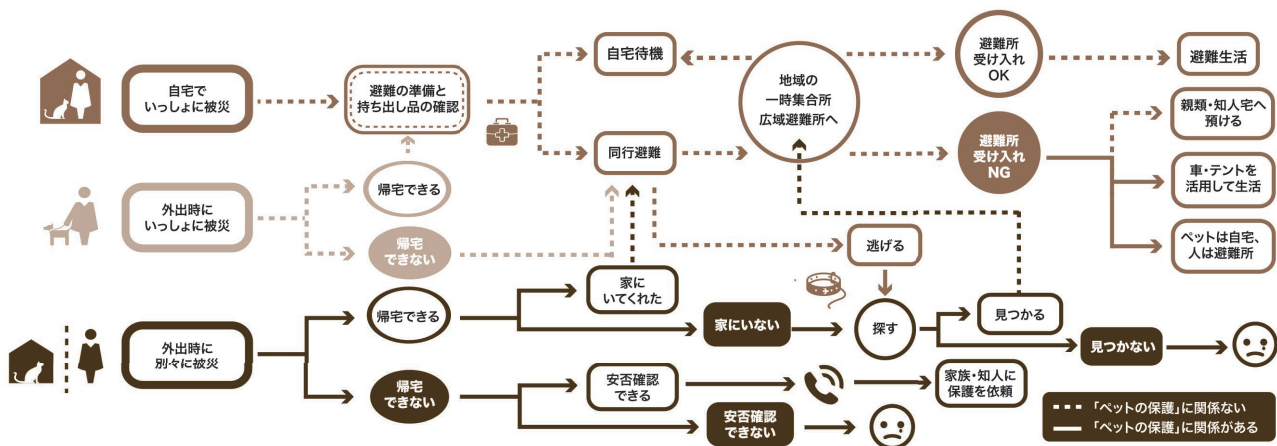 自宅で
いっしょに被災
避難の準備と
持ち出し品の確認
自宅待機
同行避難
地域の
一時集合所
広域避難所へ
避難所
受け入れ
OK
避難生活
避難所
受け入れ
NG
親類・知人宅へ
預ける
車・テントを
活用して生活
ペットは自宅、
人は避難所
外出時に
いっしょに被災
帰宅できる
帰宅
できない
逃げる
外出時に
別々に被災
帰宅できる
家に
いてくれた
家にいない
探す
見つかる
見つかない
帰宅
できない
安否確認
できる
家族・知人に
保護を依頼
安否確認
できない
「ペットの保護」に関係ない
「ペットの保護」に関係がある